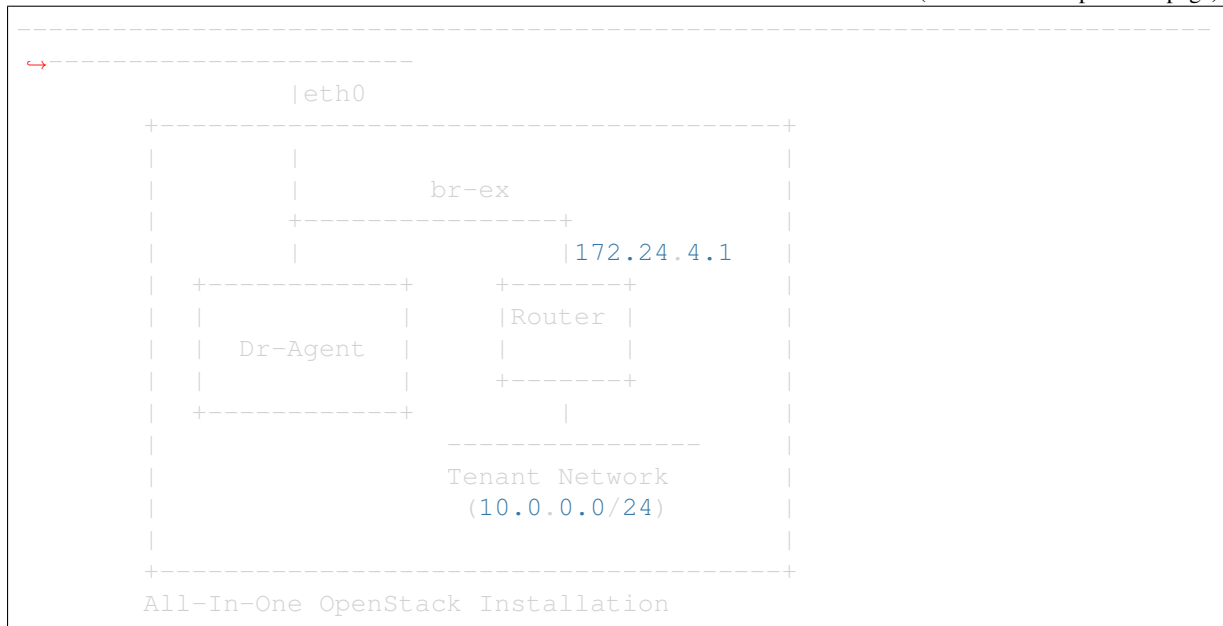 ---------------------------------------------------------------------------
↪-----------------------
|eth0
+---------------------------------------+
| | |
| | br-ex |
| +----------------+ |
| | |172.24.4.1 |
| +-------------+ +-------+ |
| | | |Router | |
| | Dr-Agent | | | |
| | | +-------+ |
| +-------------+ | |
| ---------------- |
| Tenant Network |
| (10.0.0.0/24) |
| |
+---------------------------------------+
All-In-One OpenStack Installation